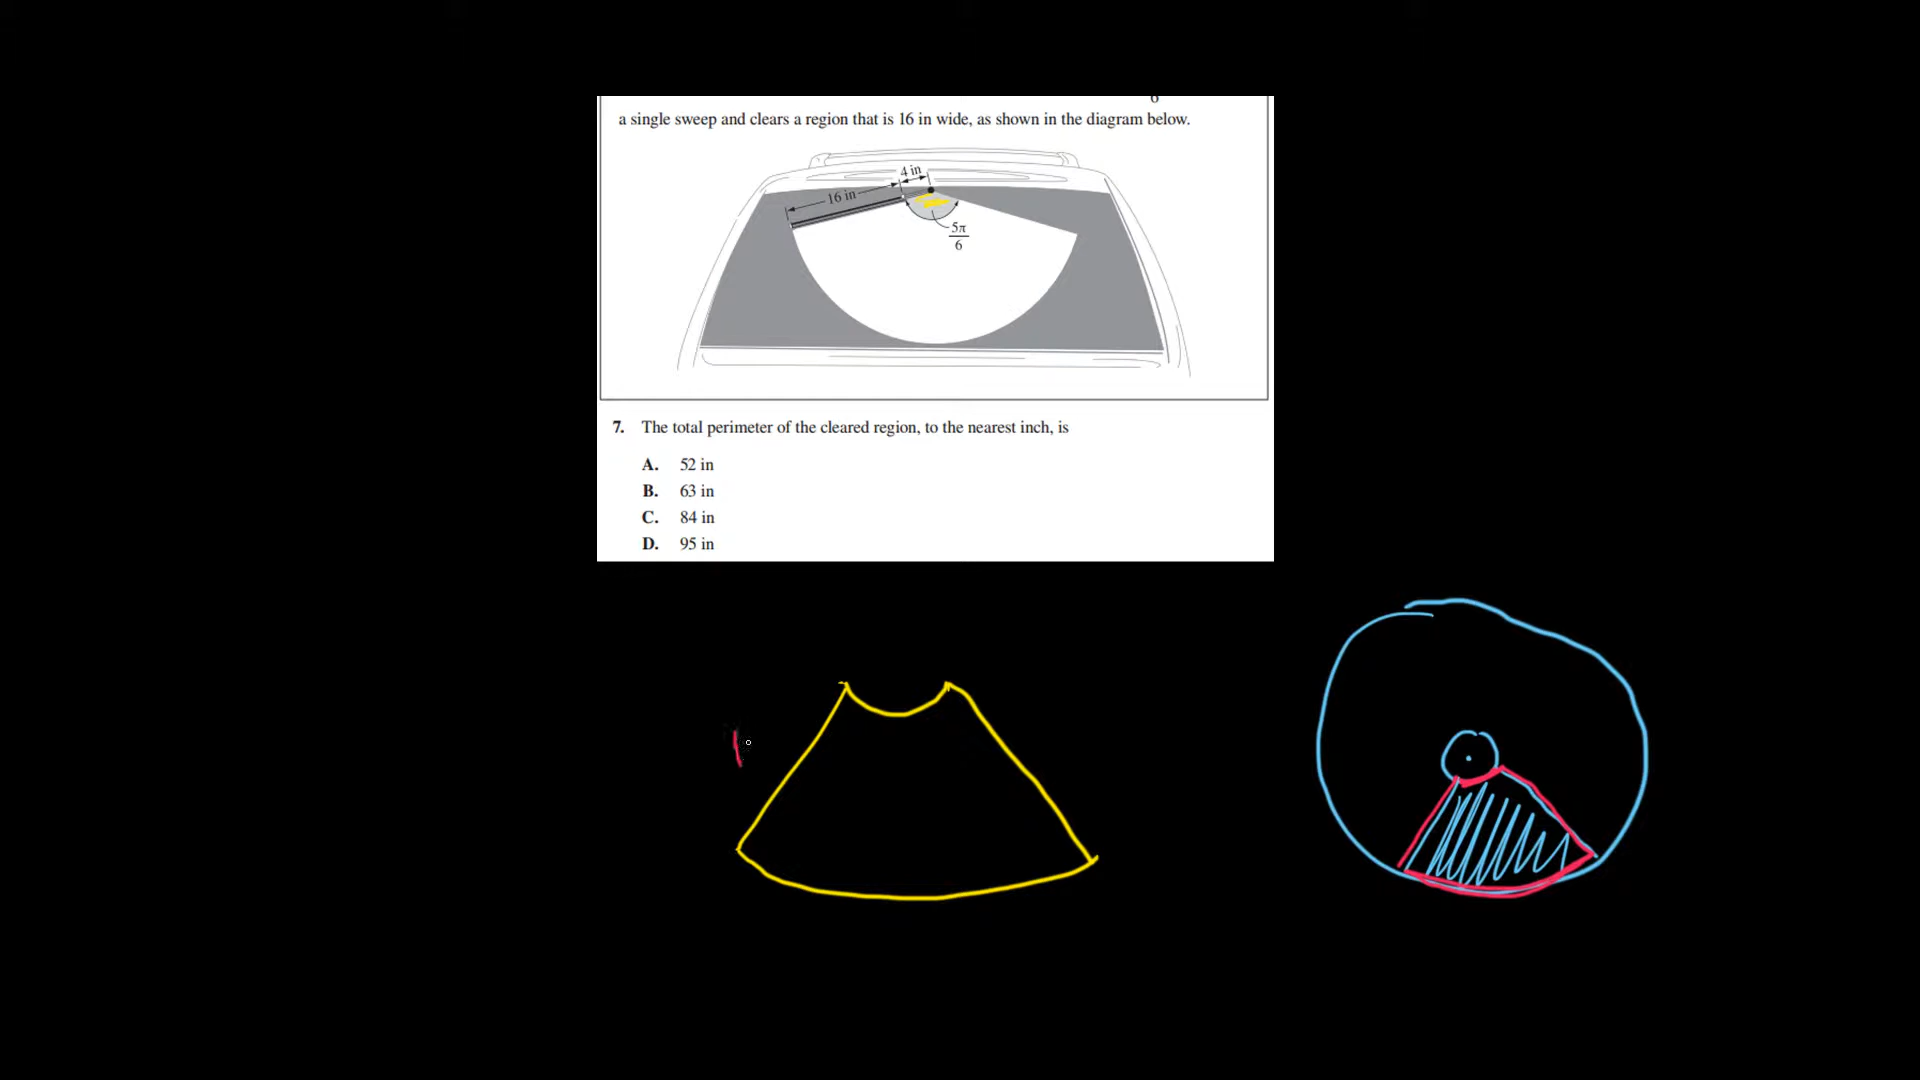 6
a single sweep and clears a region that is 16 in wide, as shown in the diagram below.
4 in
16 in
5π
6
7. The total perimeter of the cleared region, to the nearest inch, is
A. 52 in
B. 63 in
C. 84 in
D. 95 in